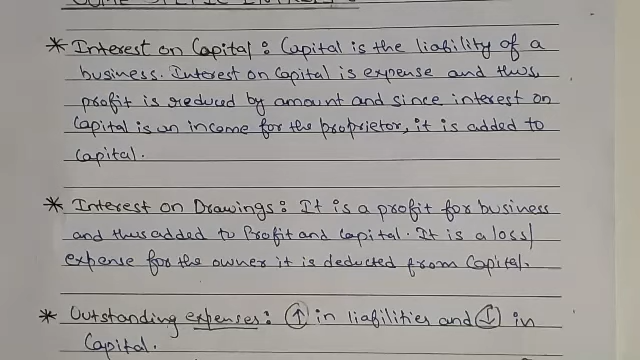 * Interest on Capital : Capital is the liability of a
business. Interest on Capital is expense and thus,
profit is reduced by amount and since interest on
Capital is an income for the proprietor, it is added to
Capital.
* Interest on Drawings : It is a profit for business
and thus added to Profit and Capital. It is a loss/
expense for the owner it is deducted from Capital.
* Outstanding expenses : ↑ in liabilities and ↓ in
Capital.